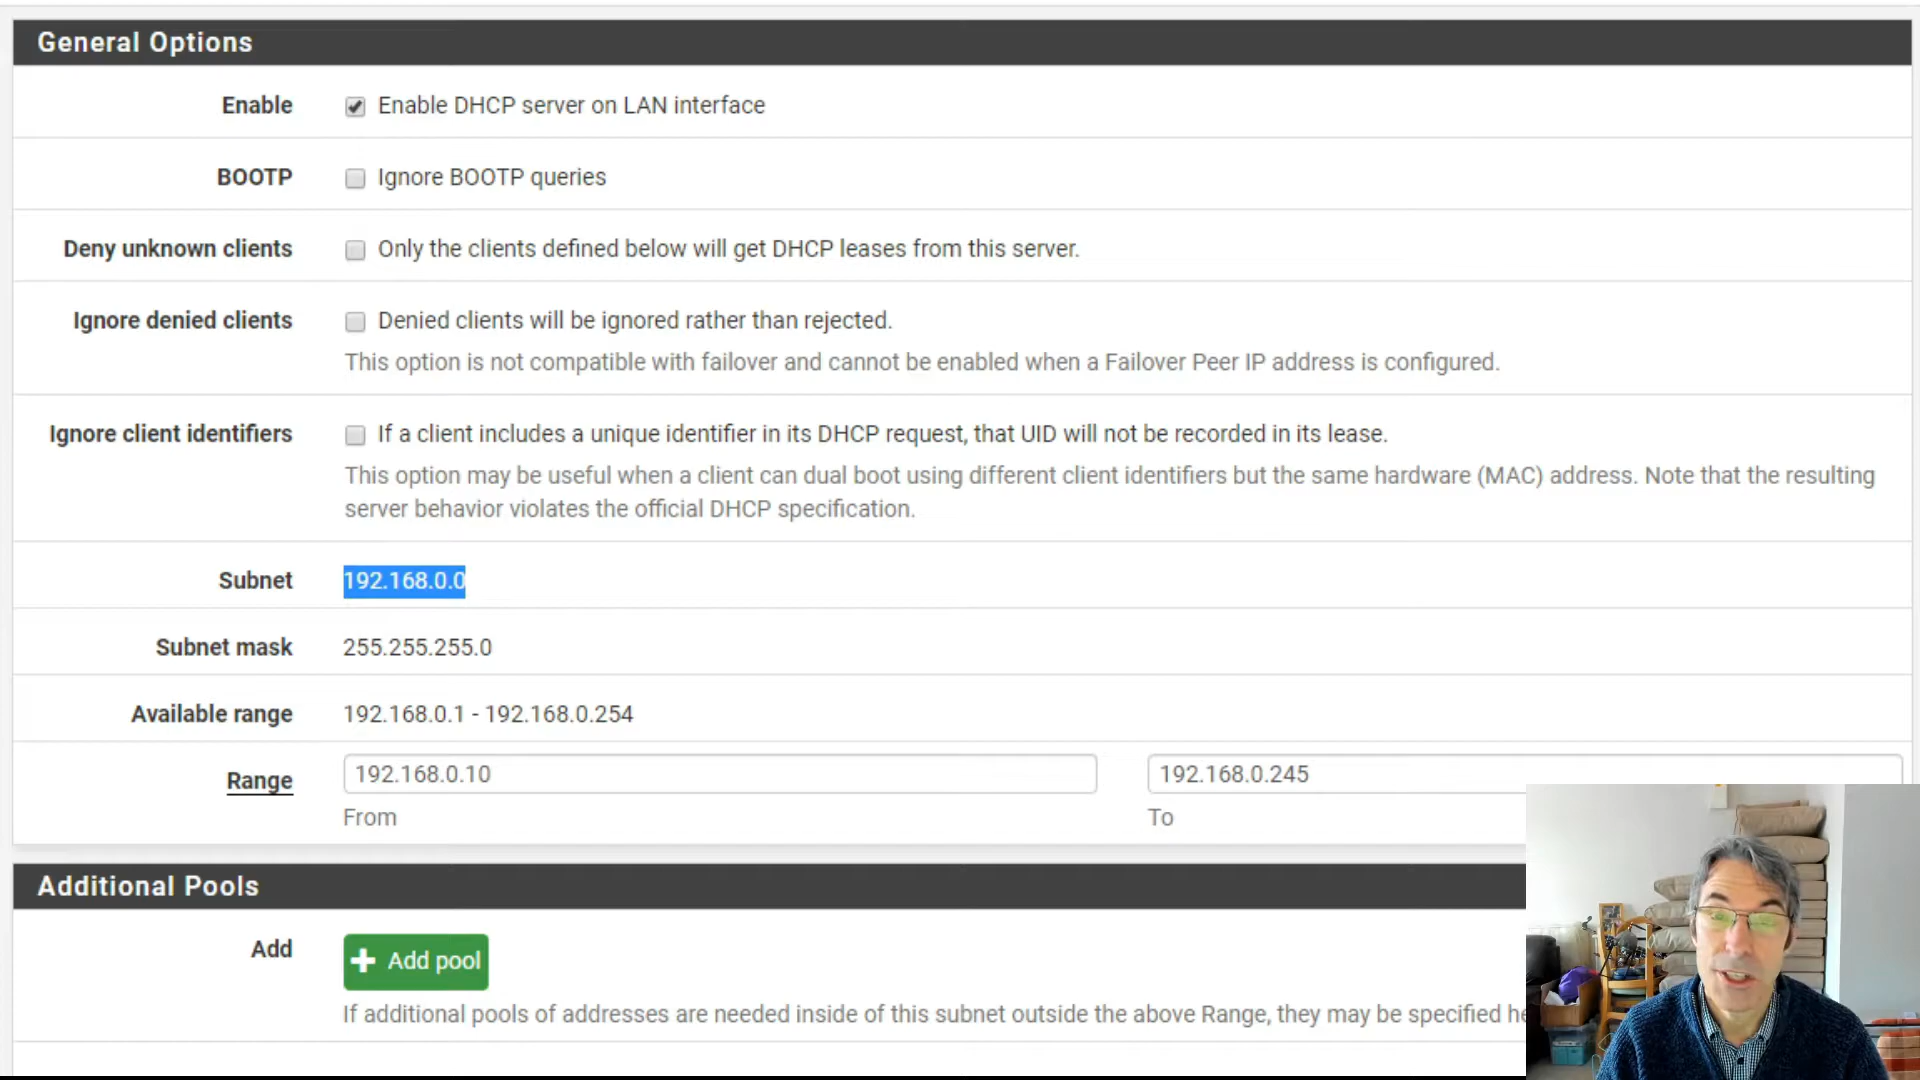 General Options
Enable
Enable DHCP server on LAN interface
BOOTP
Ignore BOOTP queries
Deny unknown clients
Only the clients defined below will get DHCP leases from this server.
Ignore denied clients
Denied clients will be ignored rather than rejected.
This option is not compatible with failover and cannot be enabled when a Failover Peer IP address is configured.
Ignore client identifiers
If a client includes a unique identifier in its DHCP request, that UID will not be recorded in its lease.
This option may be useful when a client can dual boot using different client identifiers but the same hardware (MAC) address. Note that the resulting
server behavior violates the official DHCP specification.
Subnet
192.168.0.0
Subnet mask
255.255.255.0
Available range
192.168.0.1 - 192.168.0.254
Range
192.168.0.10
192.168.0.245
From
To
Additional Pools
Add
Add pool
If additional pools of addresses are needed inside of this subnet outside the above Range, they may be specified